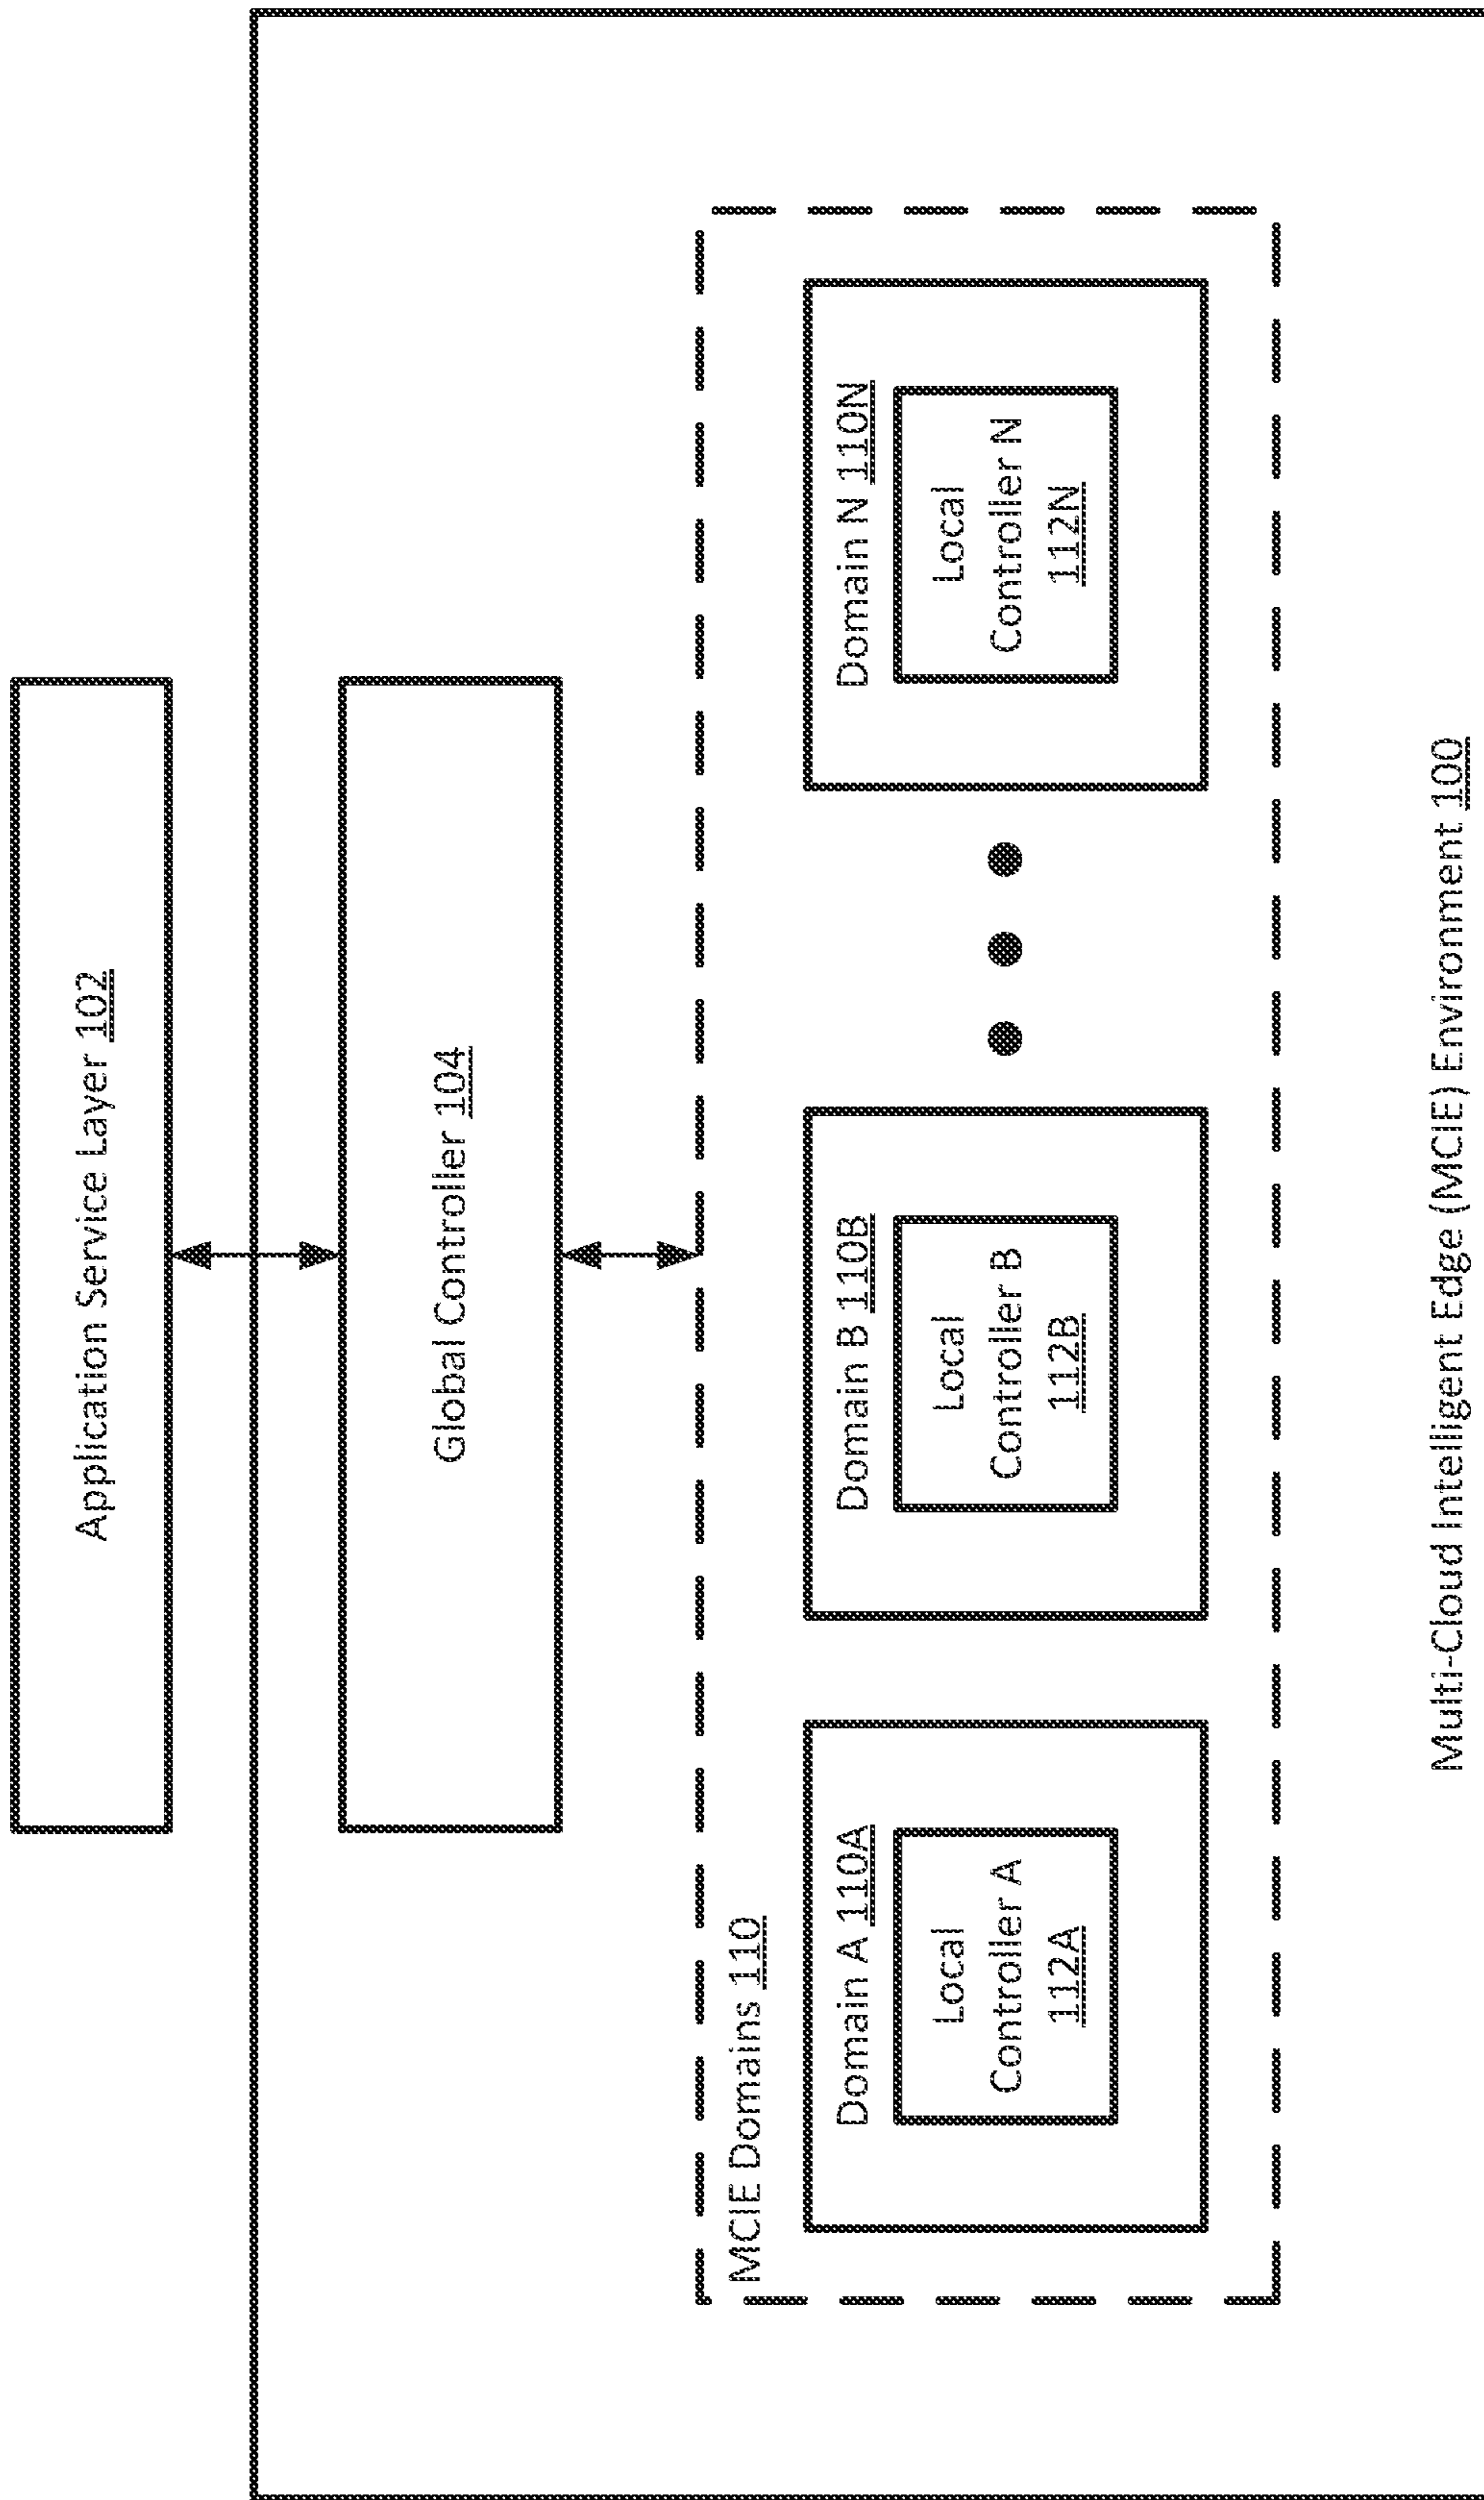 Application Service Layer 102
Global Controller 104
MCIE Domains 110
Domain A 110A
Local
Controller A
112A
Domain B 110B
Local
Controller B
112B
Domain N 110N
Local
Controller N
112N
Multi-Cloud Intelligent Edge (MCIE) Environment 100